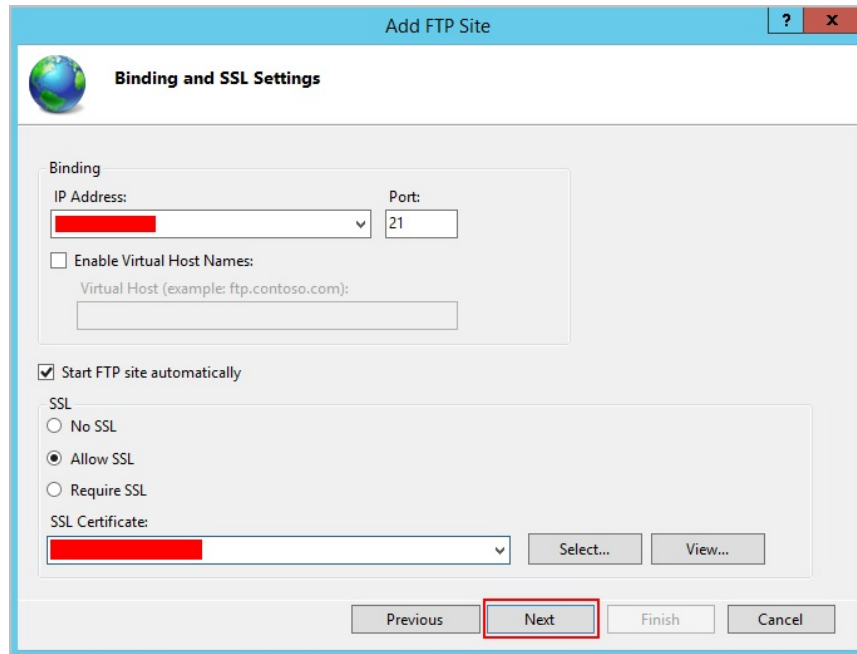 Add FTP Site
? x
Binding and SSL Settings
Binding
IP Address: Port:
21
Enable Virtual Host Names:
Virtual Host (example: ftp.contoso.com):
Start FTP site automatically
SSL
No SSL
Allow SSL
Require SSL
SSL Certificate:
Select... View...
Previous Next Finish Cancel